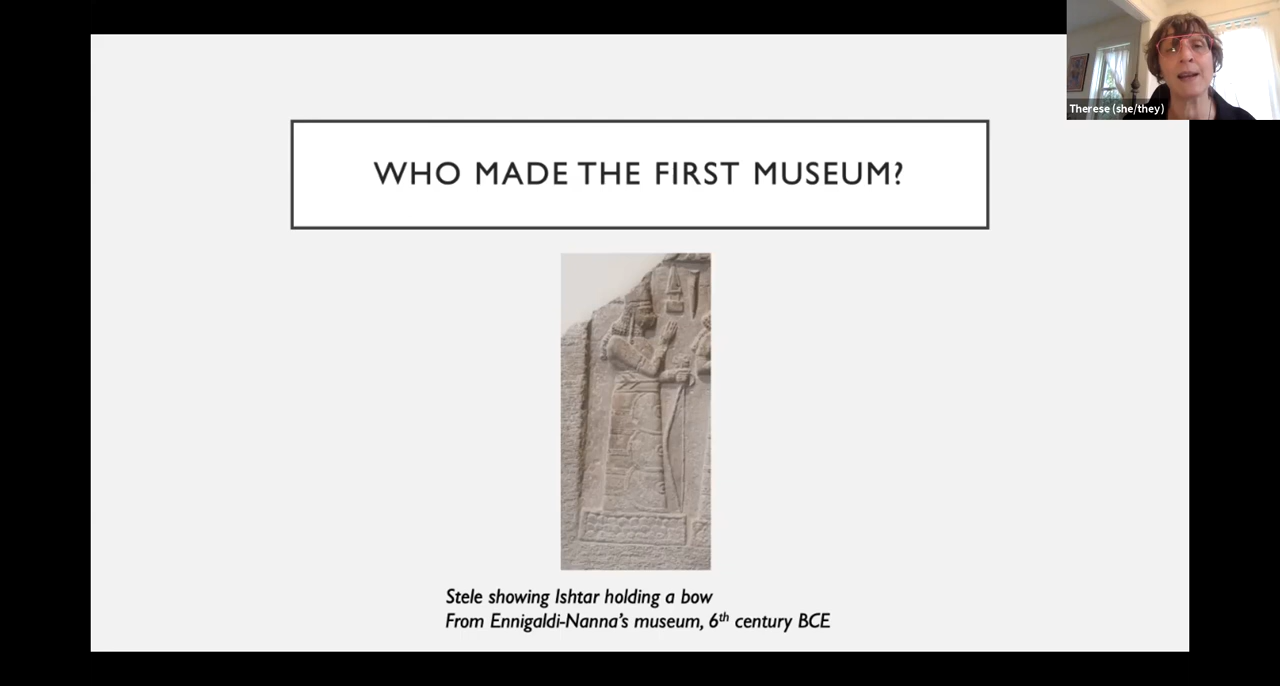 Therese (she/they)
WHO MADE THE FIRST MUSEUM?
Stele showing Ishtar holding a bow
From Ennigaldi-Nanna's museum, 6th century BCE